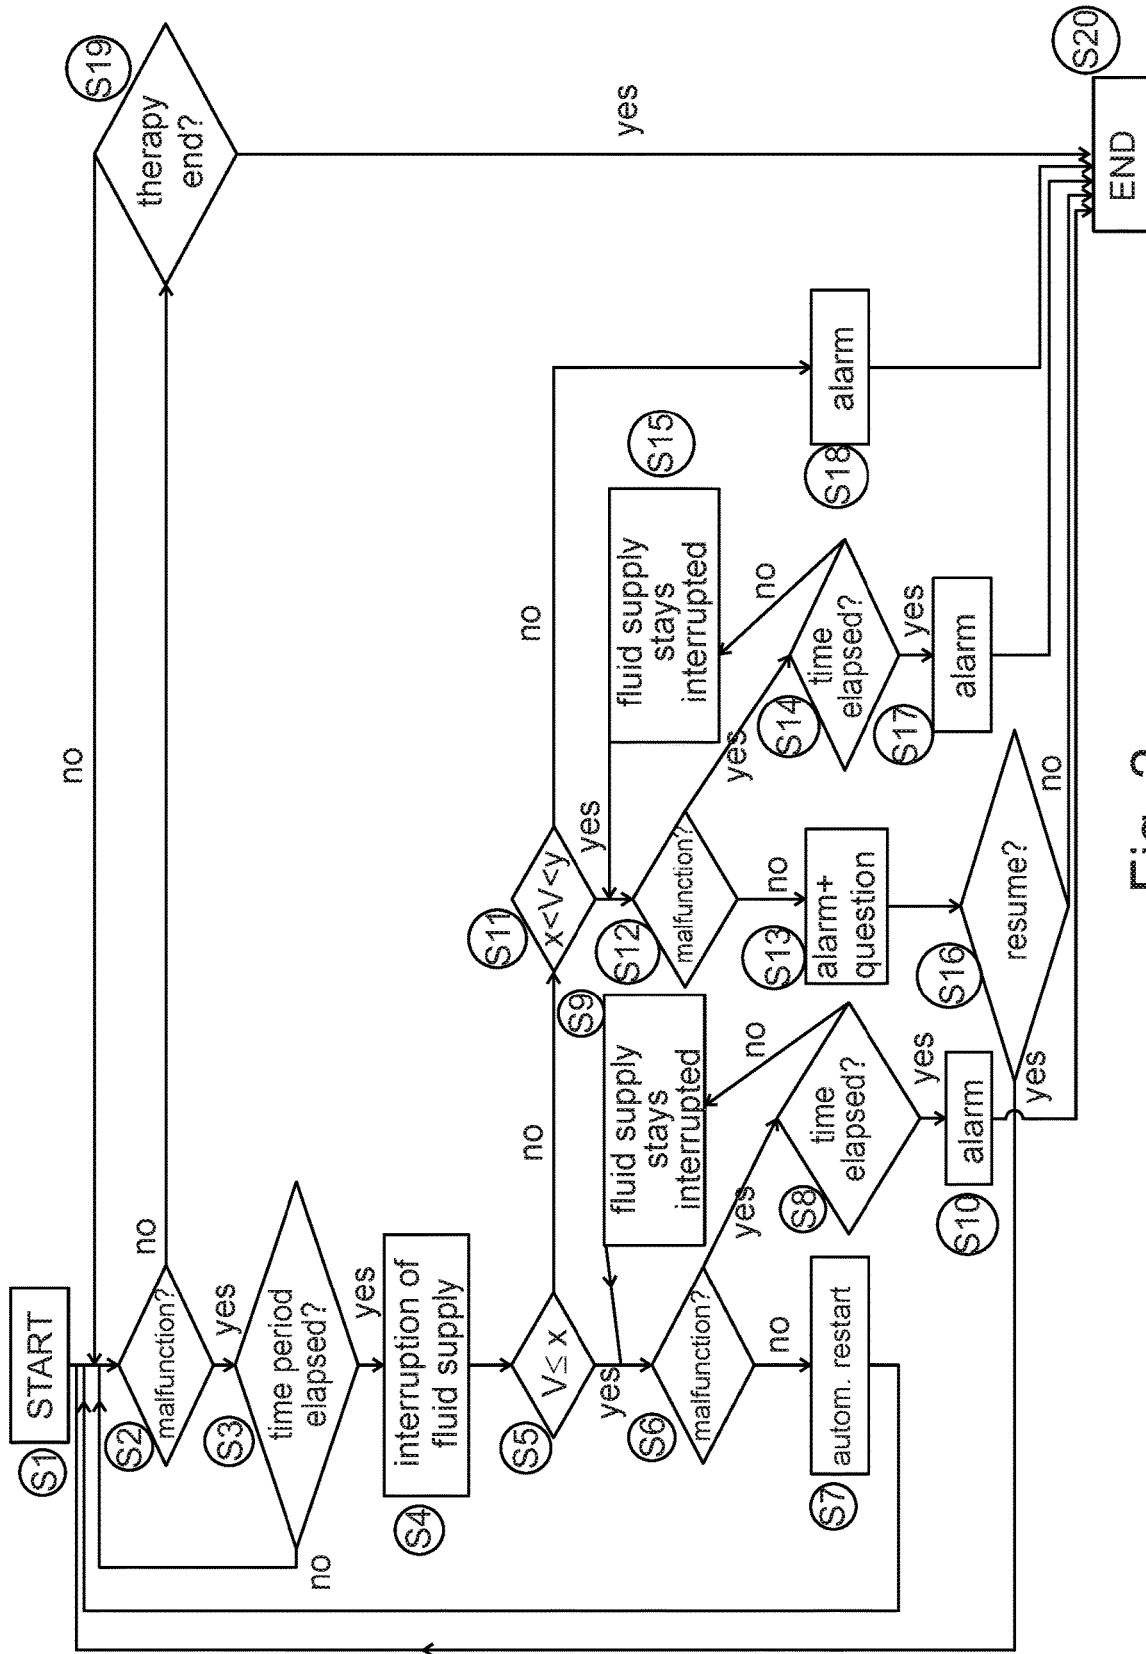 S1
START
no
S19
therapy
end?
S2
malfunction?
no
S3
yes
time period
elapsed?
no
yes
yes
S4
interruption of
fluid supply
S5
V≤ x
no
S11
x<V<y
no
yes
yes
S9
fluid supply
stays
interrupted
S15
fluid supply
stays
interrupted
S6
malfunction?
yes
no
S12
malfunction?
yes
no
S7
autom. restart
S8
time
elapsed?
no
yes
S13
alarm+
question
S14
time
elapsed?
no
yes
S18
alarm
S10
alarm
S16
resume?
yes
no
S17
alarm
END
S20